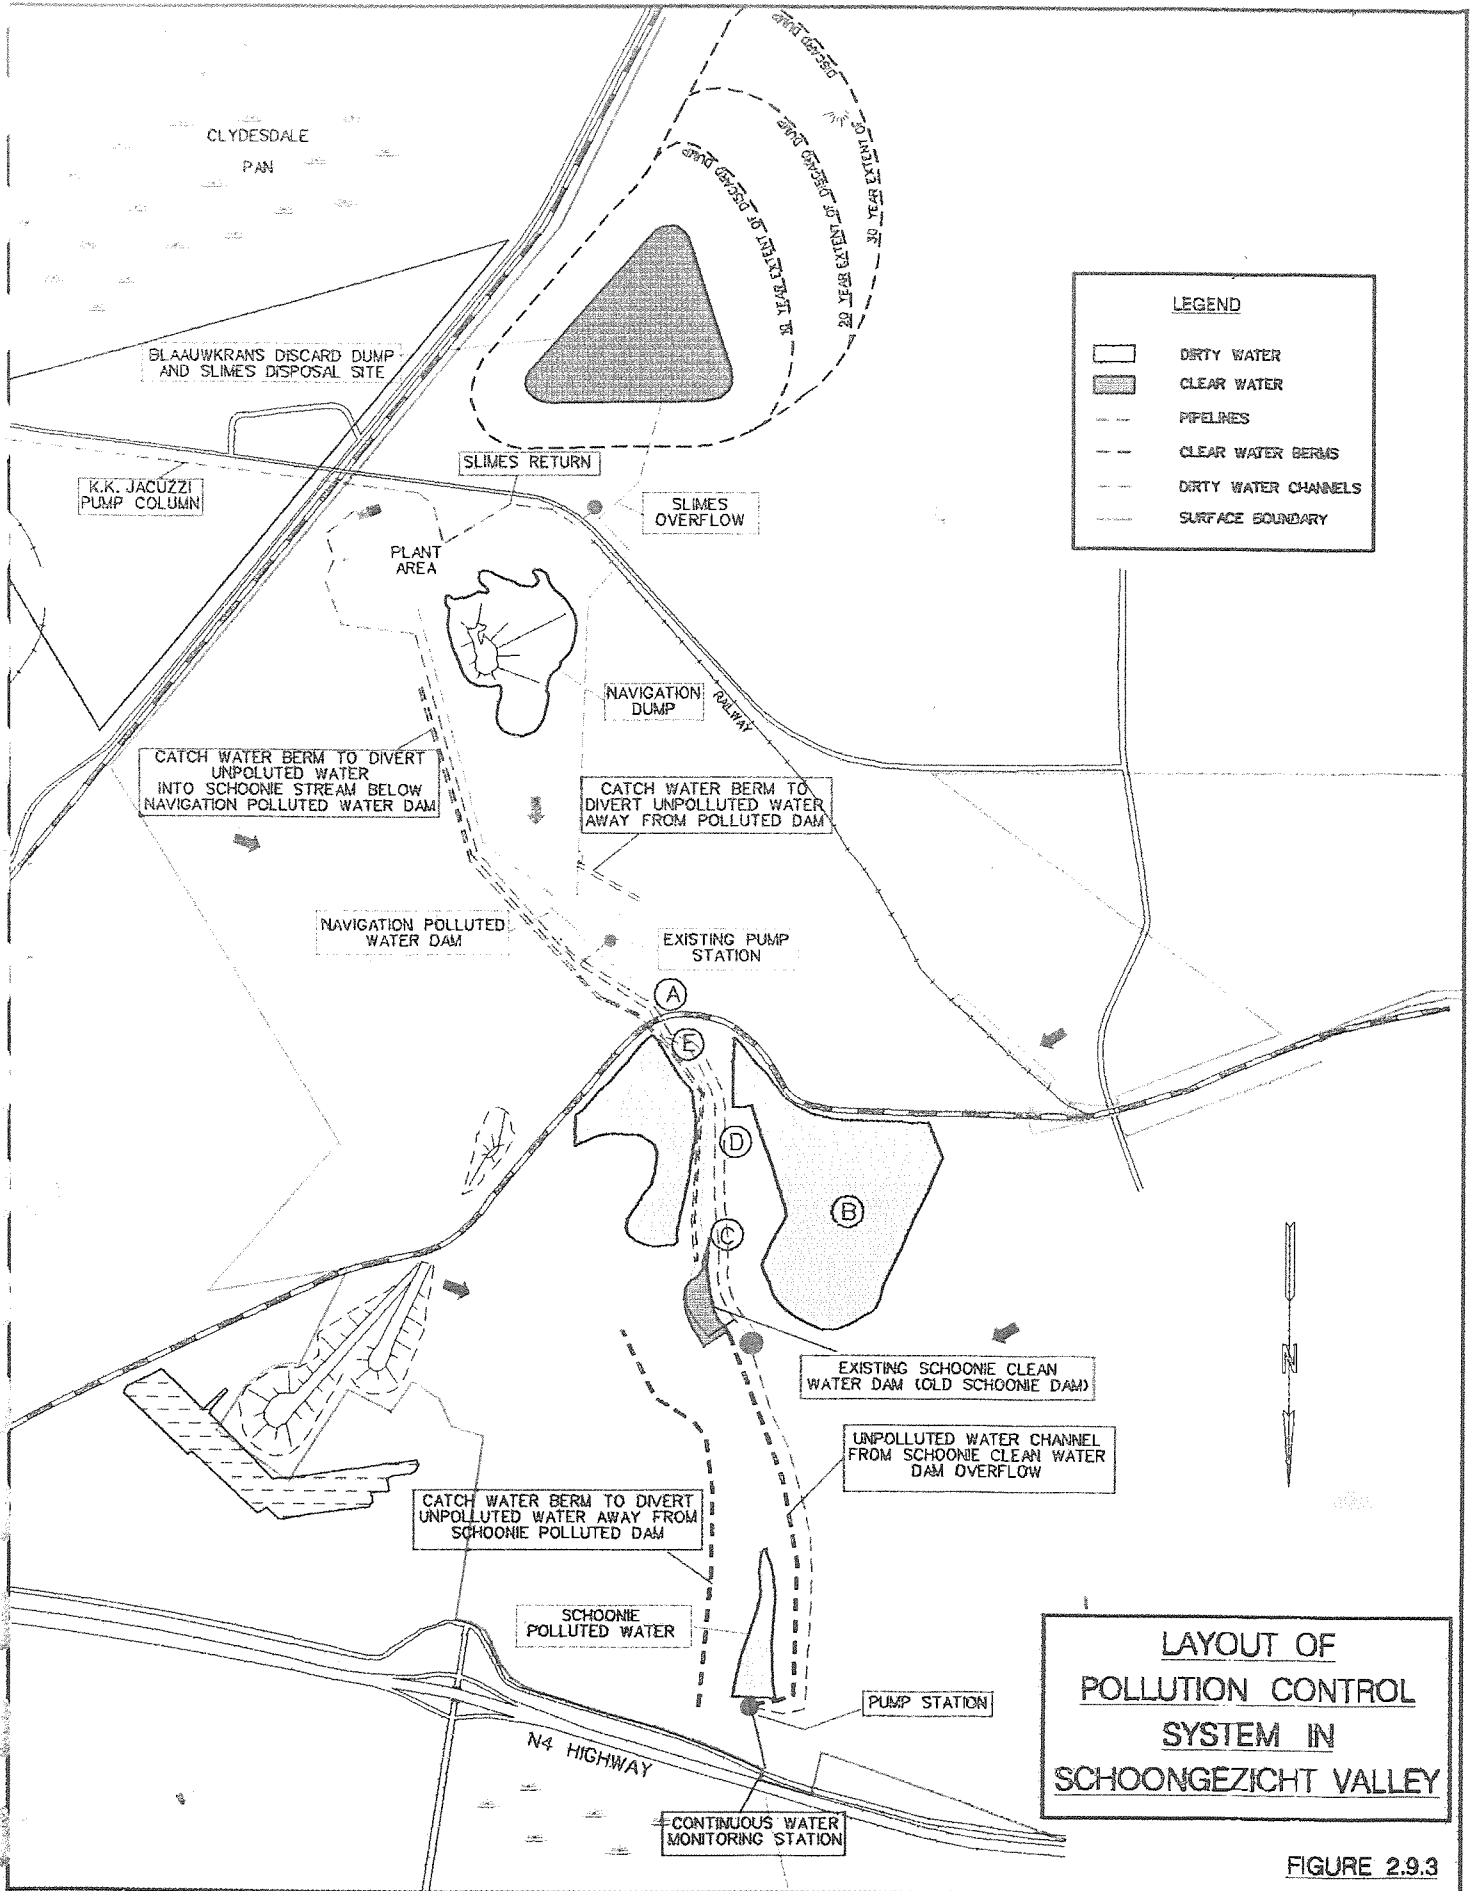 CLYDESDALE
PAN
DISCARD DUMP
30 YEAR EXTENT OF
20 YEAR EXTENT OF DISCARD DUMP
10 YEAR EXTENT OF DISCARD DUMP
LEGEND
DIRTY WATER
CLEAR WATER
PIPELINES
CLEAR WATER BERMS
DIRTY WATER CHANNELS
SURFACE BOUNDARY
BLAAUWKRANS DISCARD DUMP
AND SLIMES DISPOSAL SITE
SLIMES RETURN
K.K. JACUZZI
PUMP COLUMN
SLIMES
OVERFLOW
PLANT
AREA
NAVIGATION
DUMP
RAILWAY
CATCH WATER BERM TO DIVERT
UNPOLUTED WATER
INTO SCHOONIE STREAM BELOW
NAVIGATION POLLUTED WATER DAM
CATCH WATER BERM TO
DIVERT UNPOLLUTED WATER
AWAY FROM POLLUTED DAM
NAVIGATION POLLUTED
WATER DAM
EXISTING PUMP
STATION
A
E
D
B
C
N
EXISTING SCHOONIE CLEAN
WATER DAM (OLD SCHOONIE DAM)
UNPOLLUTED WATER CHANNEL
FROM SCHOONIE CLEAN WATER
DAM OVERFLOW
CATCH WATER BERM TO DIVERT
UNPOLLUTED WATER AWAY FROM
SCHOONIE POLLUTED DAM
SCHOONIE
POLLUTED WATER
PUMP STATION
N4 HIGHWAY
CONTINUOUS WATER
MONITORING STATION
LAYOUT OF
POLLUTION CONTROL
SYSTEM IN
SCHOONGEZICHT VALLEY
FIGURE 2.9.3